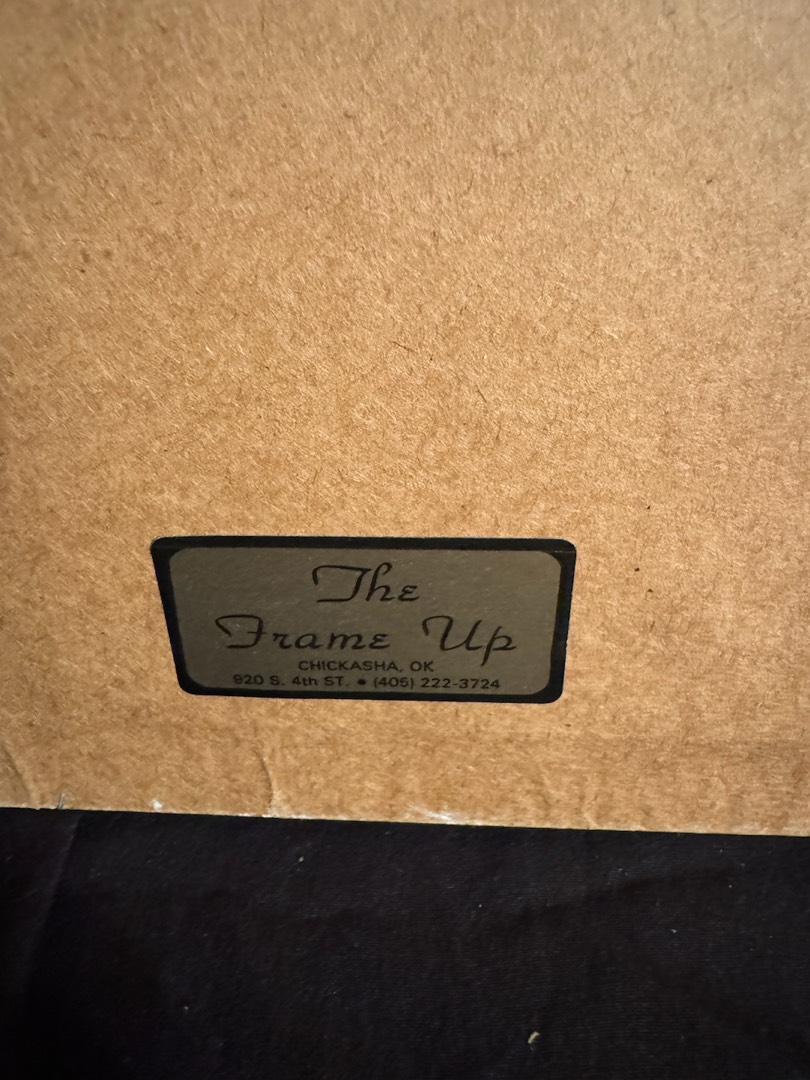 The
Frame Up
CHICKASHA, OK
920 S. 4th ST. • (405) 222-3724